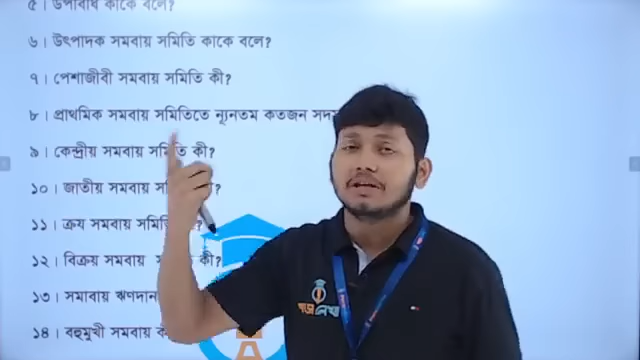 ৫। উপবিধি কাকে বলে?
৬। উৎপাদক সমবায় সমিতি কাকে বলে?
৭। পেশাজীবী সমবায় সমিতি কী?
৮। প্রাথমিক সমবায় সমিতিতে ন্যূনতম কতজন সদ
৯। কেন্দ্রীয় সমবায় সমিতি কী?
১০। জাতীয় সমবায় স
১১। ক্রয সমবায় সমিতি
১২। বিক্রয় সমবায় স কী?
১৩। সমাবায় ঋণদান
১৪। বহুমুখী সমবায় ক